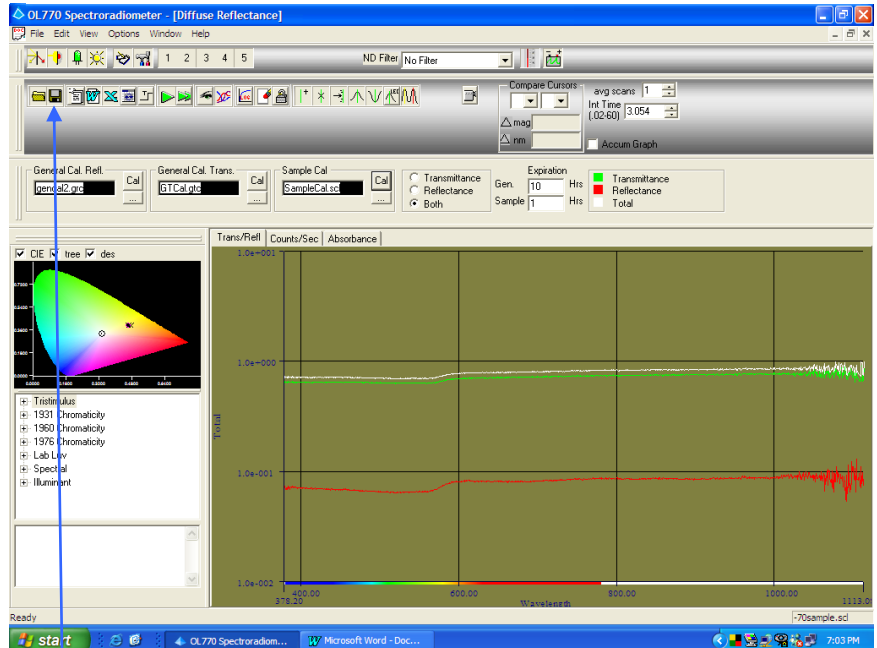 OL770 Spectroradiometer - [Diffuse Reflectance]
File Edit View Options Window Help
1 2 3 4 5
ND Filter No Filter
Compare Cursors
avg scans 1
Int Time
(.02-60) 3.054
mag
nm
Accum Graph
General Cal. Refl.
gencal2.grc
Cal
...
General Cal. Trans.
GTCal.gtc
Cal
...
Sample Cal
SampleCal.scl
Cal
...
Transmittance
Reflectance
Both
Expiration
Gen. 10 Hrs
Sample 1 Hrs
Transmittance
Reflectance
Total
CIE tree des
Trans/Refl Counts/Sec Absorbance
Tristimulus
1931 Chromaticity
1960 Chromaticity
1976 Chromaticity
Lab Luv
Spectral
Illuminant
1.0e+001
1.0e+000
1.0e-001
1.0e-002
Total
378.20 400.00 600.00 800.00 1000.00
Wavelength
Ready
-70sample.scl
start
OL770 Spectroradiom...
Microsoft Word - Doc...
7:03 PM